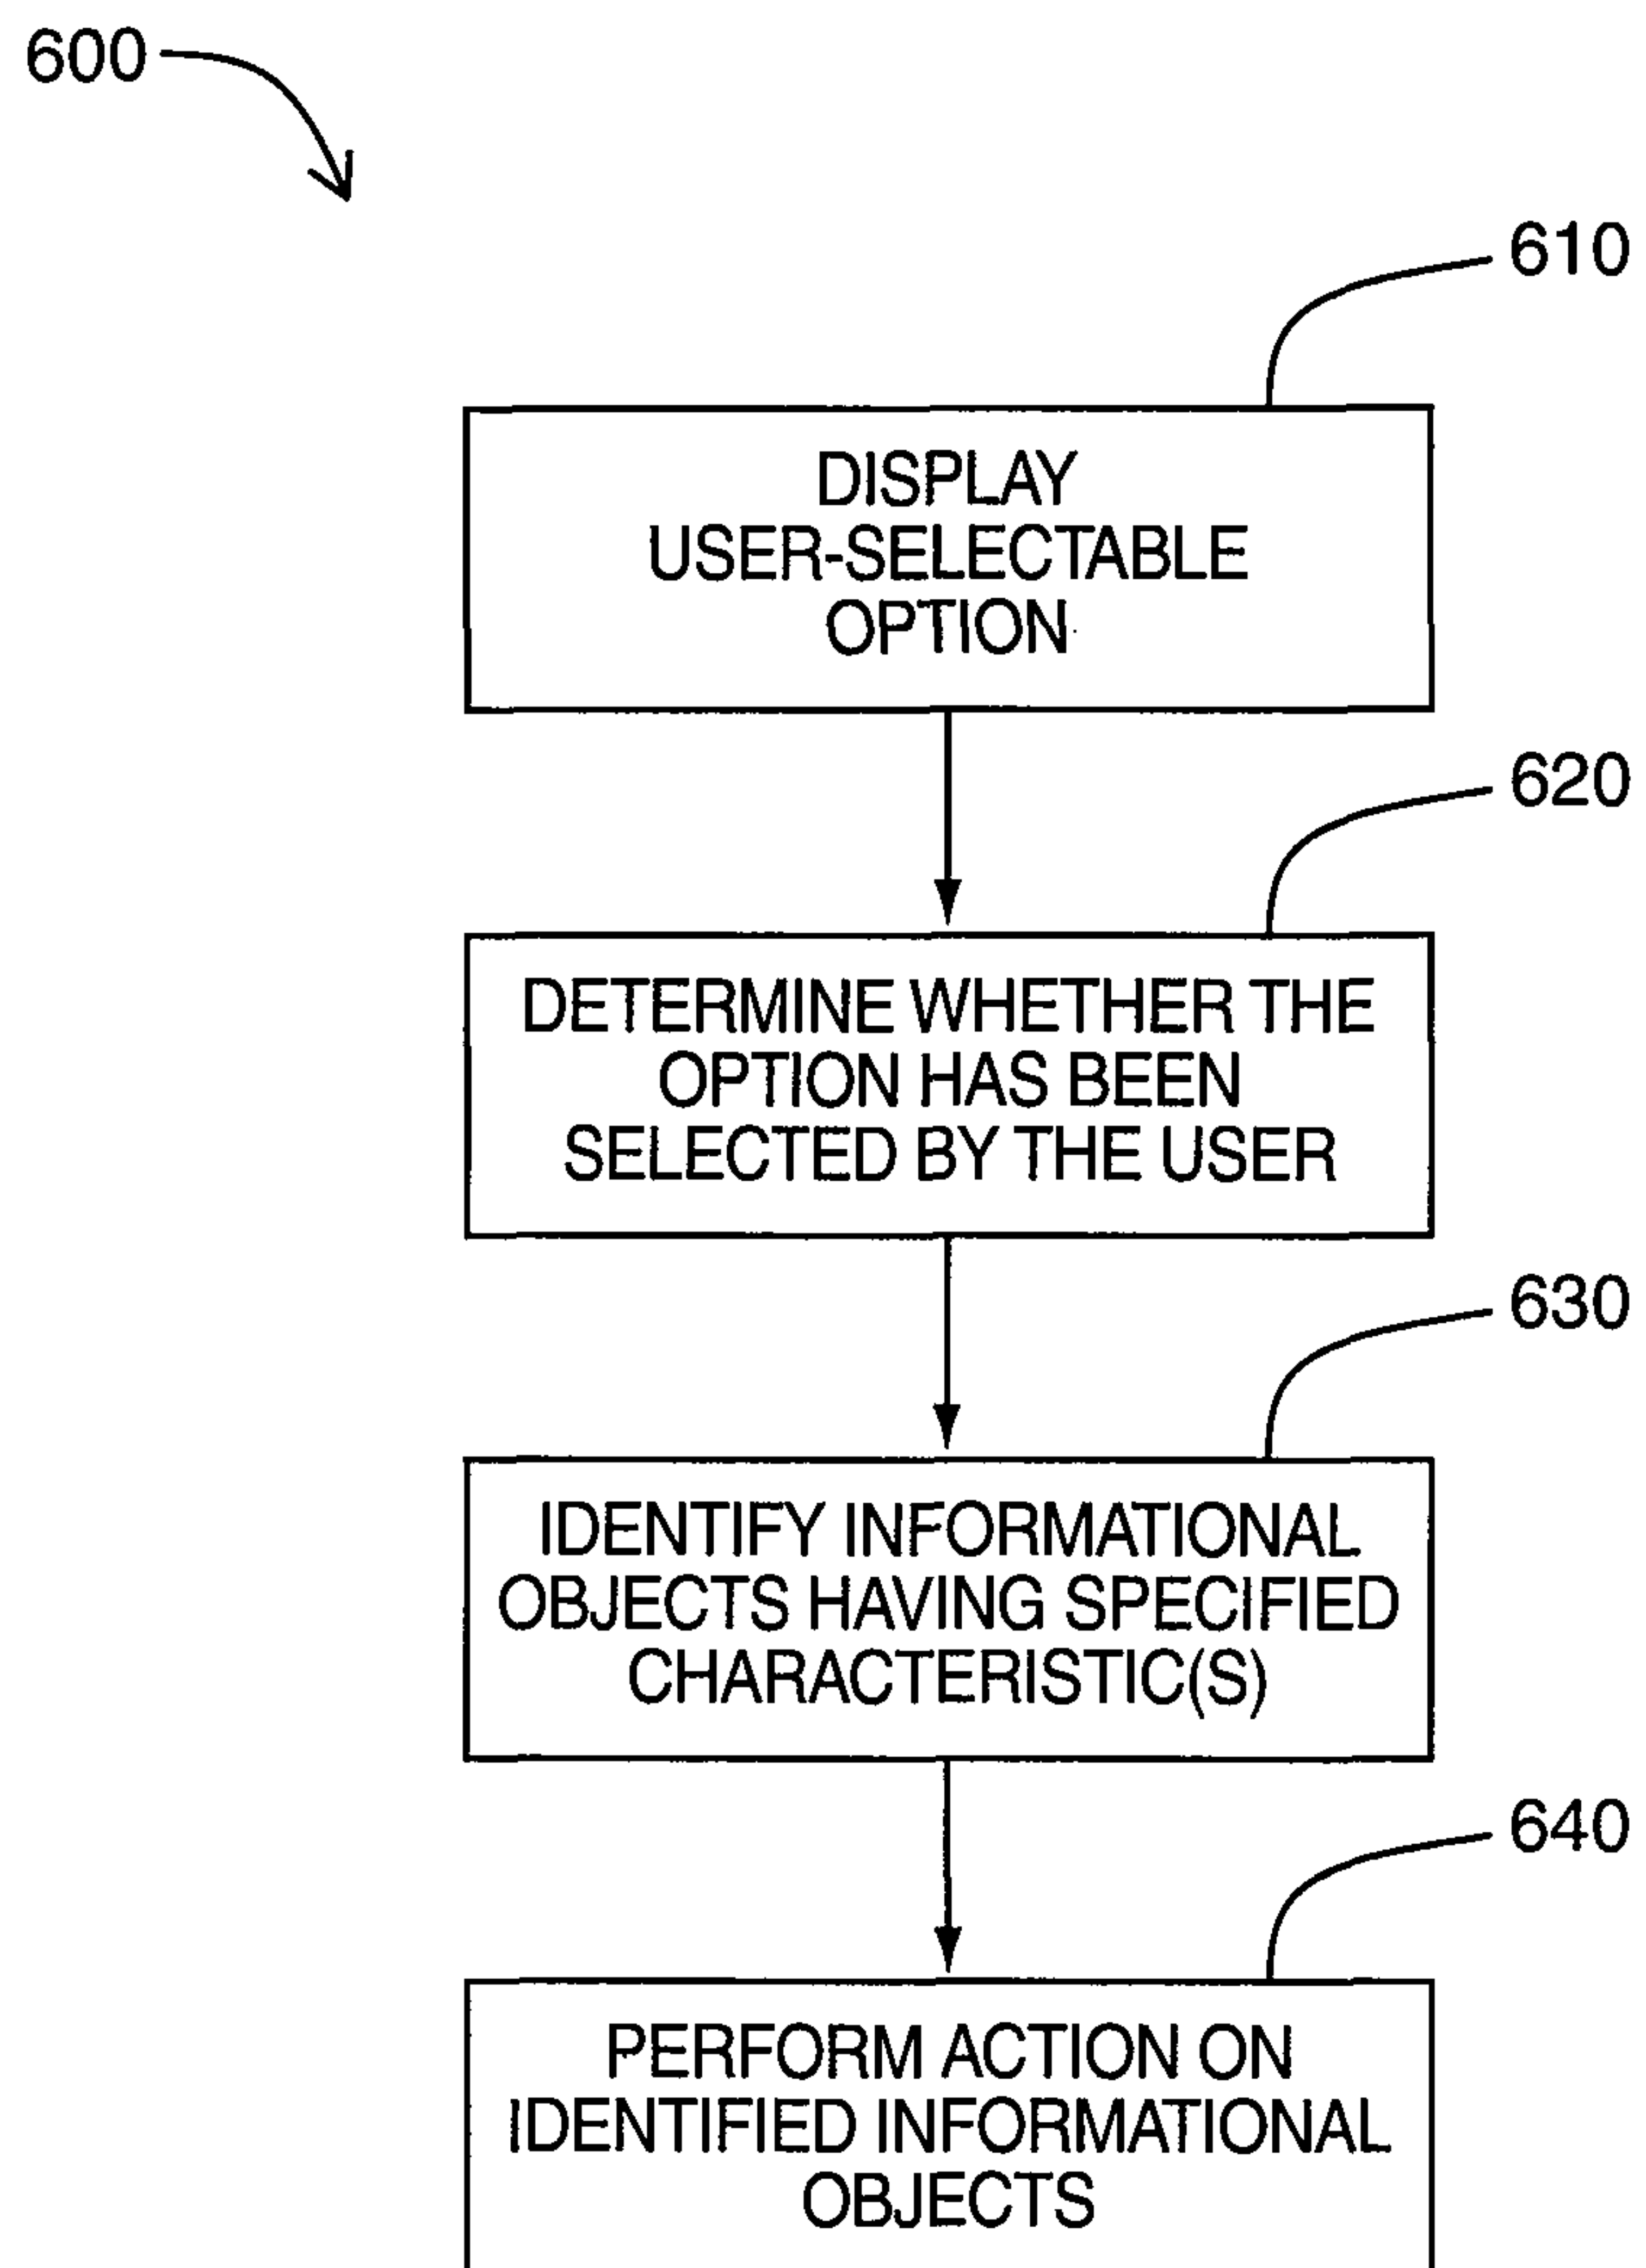 600
610
DISPLAY
USER-SELECTABLE
OPTION
620
DETERMINE WHETHER THE
OPTION HAS BEEN
SELECTED BY THE USER
630
IDENTIFY INFORMATIONAL
OBJECTS HAVING SPECIFIED
CHARACTERISTIC(S)
640
PERFORM ACTION ON
IDENTIFIED INFORMATIONAL
OBJECTS